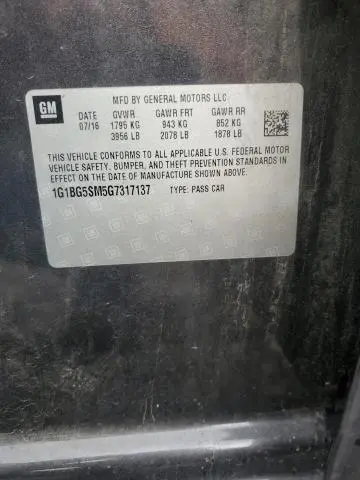 GM
MFD BY GENERAL MOTORS LLC
DATE GVWR GAWR FRT GAWR RR
07/16 1795 KG 943 KG 852 KG
3956 LB 2078 LB 1878 LB
THIS VEHICLE CONFORMS TO ALL APPLICABLE U.S. FEDERAL MOTOR
VEHICLE SAFETY, BUMPER, AND THEFT PREVENTION STANDARDS IN
EFFECT ON THE DATE OF MANUFACTURE SHOWN ABOVE.
1G1BG5SM5G7317137 TYPE: PASS CAR